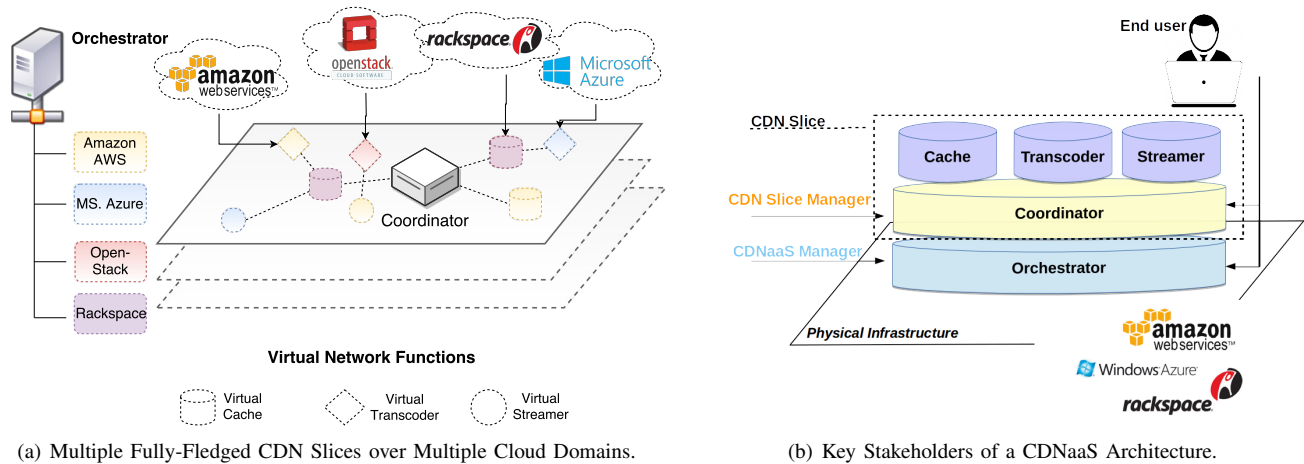 Orchestrator
amazon
webservices™
openstack
CLOUD SOFTWARE
rackspace
Microsoft
Azure
Amazon
AWS
MS. Azure
Open-
Stack
Rackspace
Coordinator
Virtual Network Functions
Virtual
Cache
Virtual
Transcoder
Virtual
Streamer
(a) Multiple Fully-Fledged CDN Slices over Multiple Cloud Domains.
End user
CDN Slice
Cache
Transcoder
Streamer
CDN Slice Manager
Coordinator
CDNaaS Manager
Orchestrator
Physical Infrastructure
amazon
webservices™
Windows Azure
rackspace
(b) Key Stakeholders of a CDNaaS Architecture.